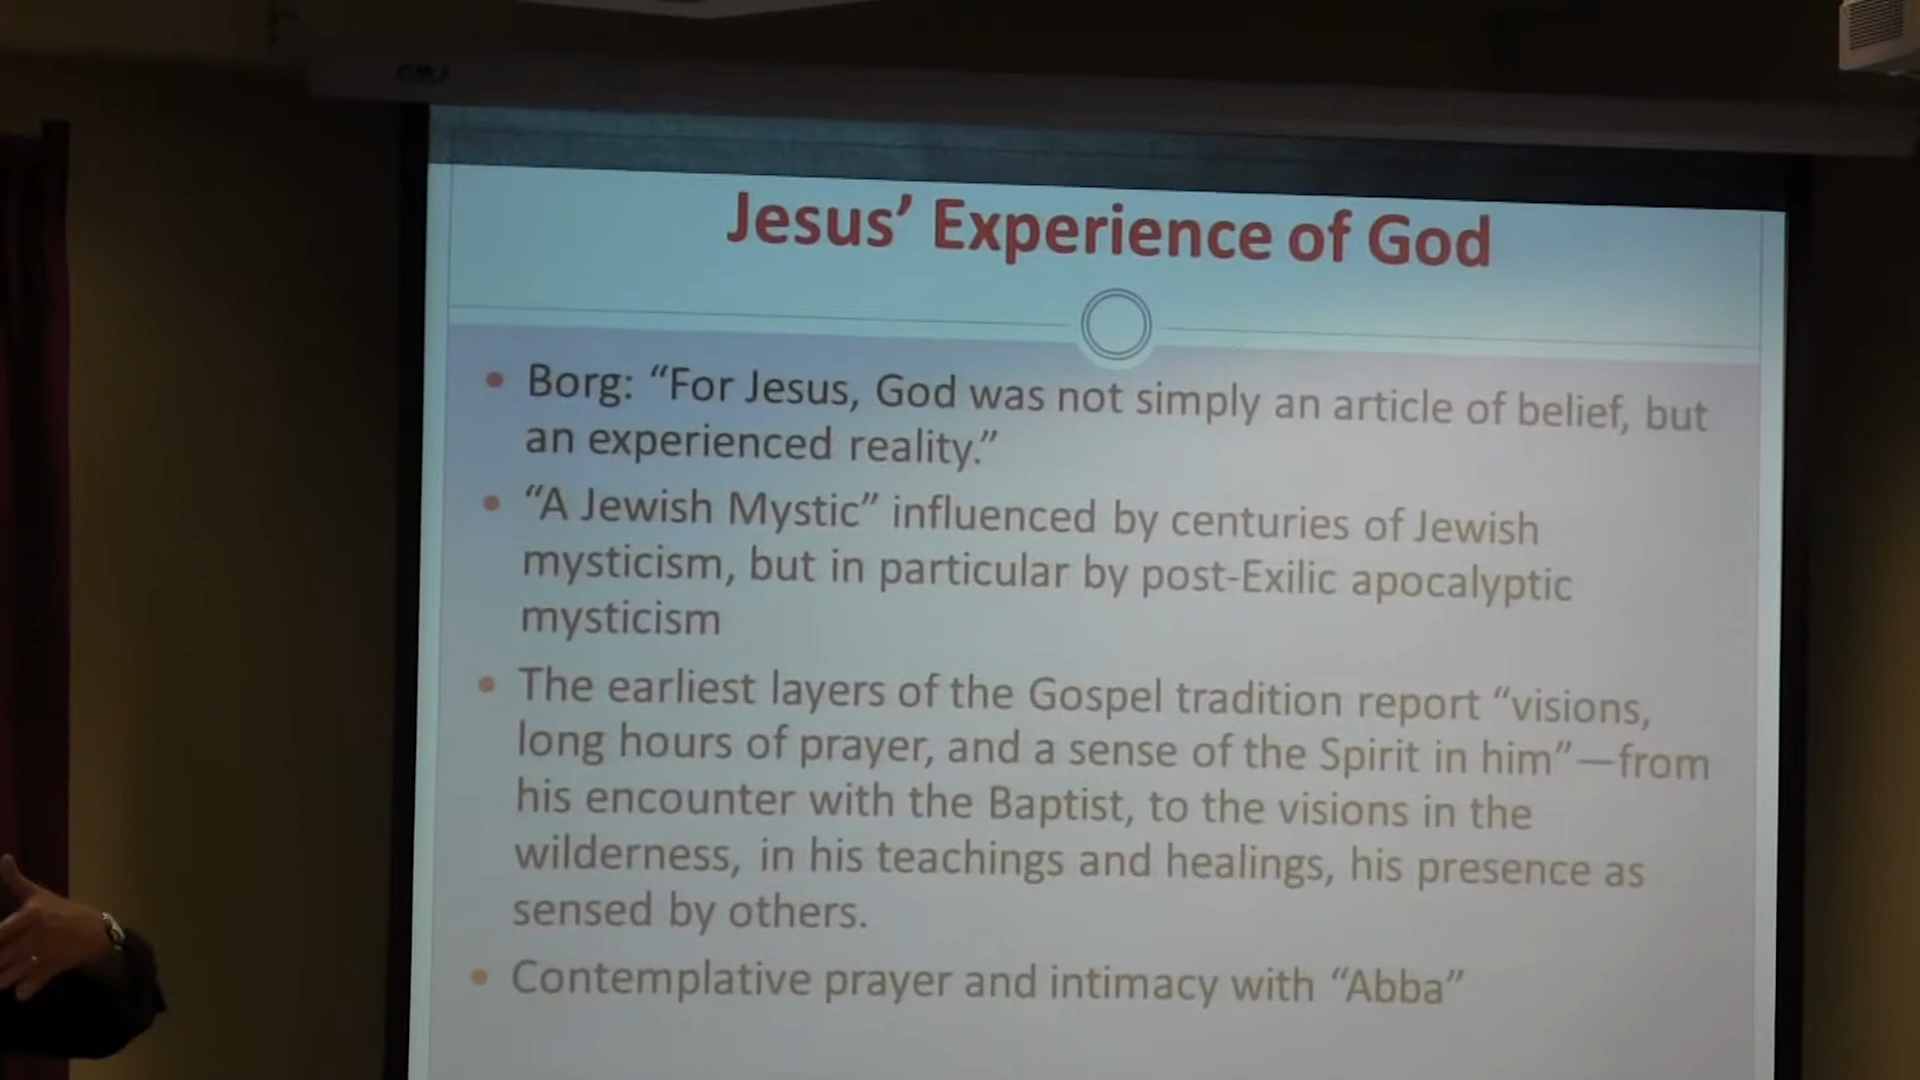 Jesus’ Experience of God
• Borg: “For Jesus, God was not simply an article of belief, but
an experienced reality.”
• “A Jewish Mystic” influenced by centuries of Jewish
mysticism, but in particular by post-Exilic apocalyptic
mysticism
• The earliest layers of the Gospel tradition report “visions,
long hours of prayer, and a sense of the Spirit in him”—from
his encounter with the Baptist, to the visions in the
wilderness, in his teachings and healings, his presence as
sensed by others.
• Contemplative prayer and intimacy with “Abba”